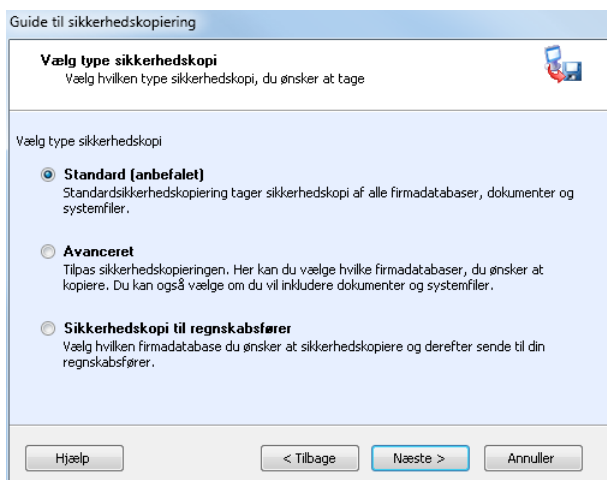 Guide til sikkerhedskopiering
Vælg type sikkerhedskopi
Vælg hvilken type sikkerhedskopi, du ønsker at tage
Vælg type sikkerhedskopi
Standard (anbefalet)
Standardsikkerhedskopiering tager sikkerhedskopi af alle firmadatabaser, dokumenter og
systemfiler.
Avanceret
Tilpas sikkerhedskopieringen. Her kan du vælge hvilke firmadatabaser, du ønsker at
kopiere. Du kan også vælge om du vil inkludere dokumenter og systemfiler.
Sikkerhedskopi til regnskabsfører
Vælg hvilken firmadatabase du ønsker at sikkerhedskopiere og derefter sende til din
regnskabsfører.
Hjælp < Tilbage Næste > Annuller